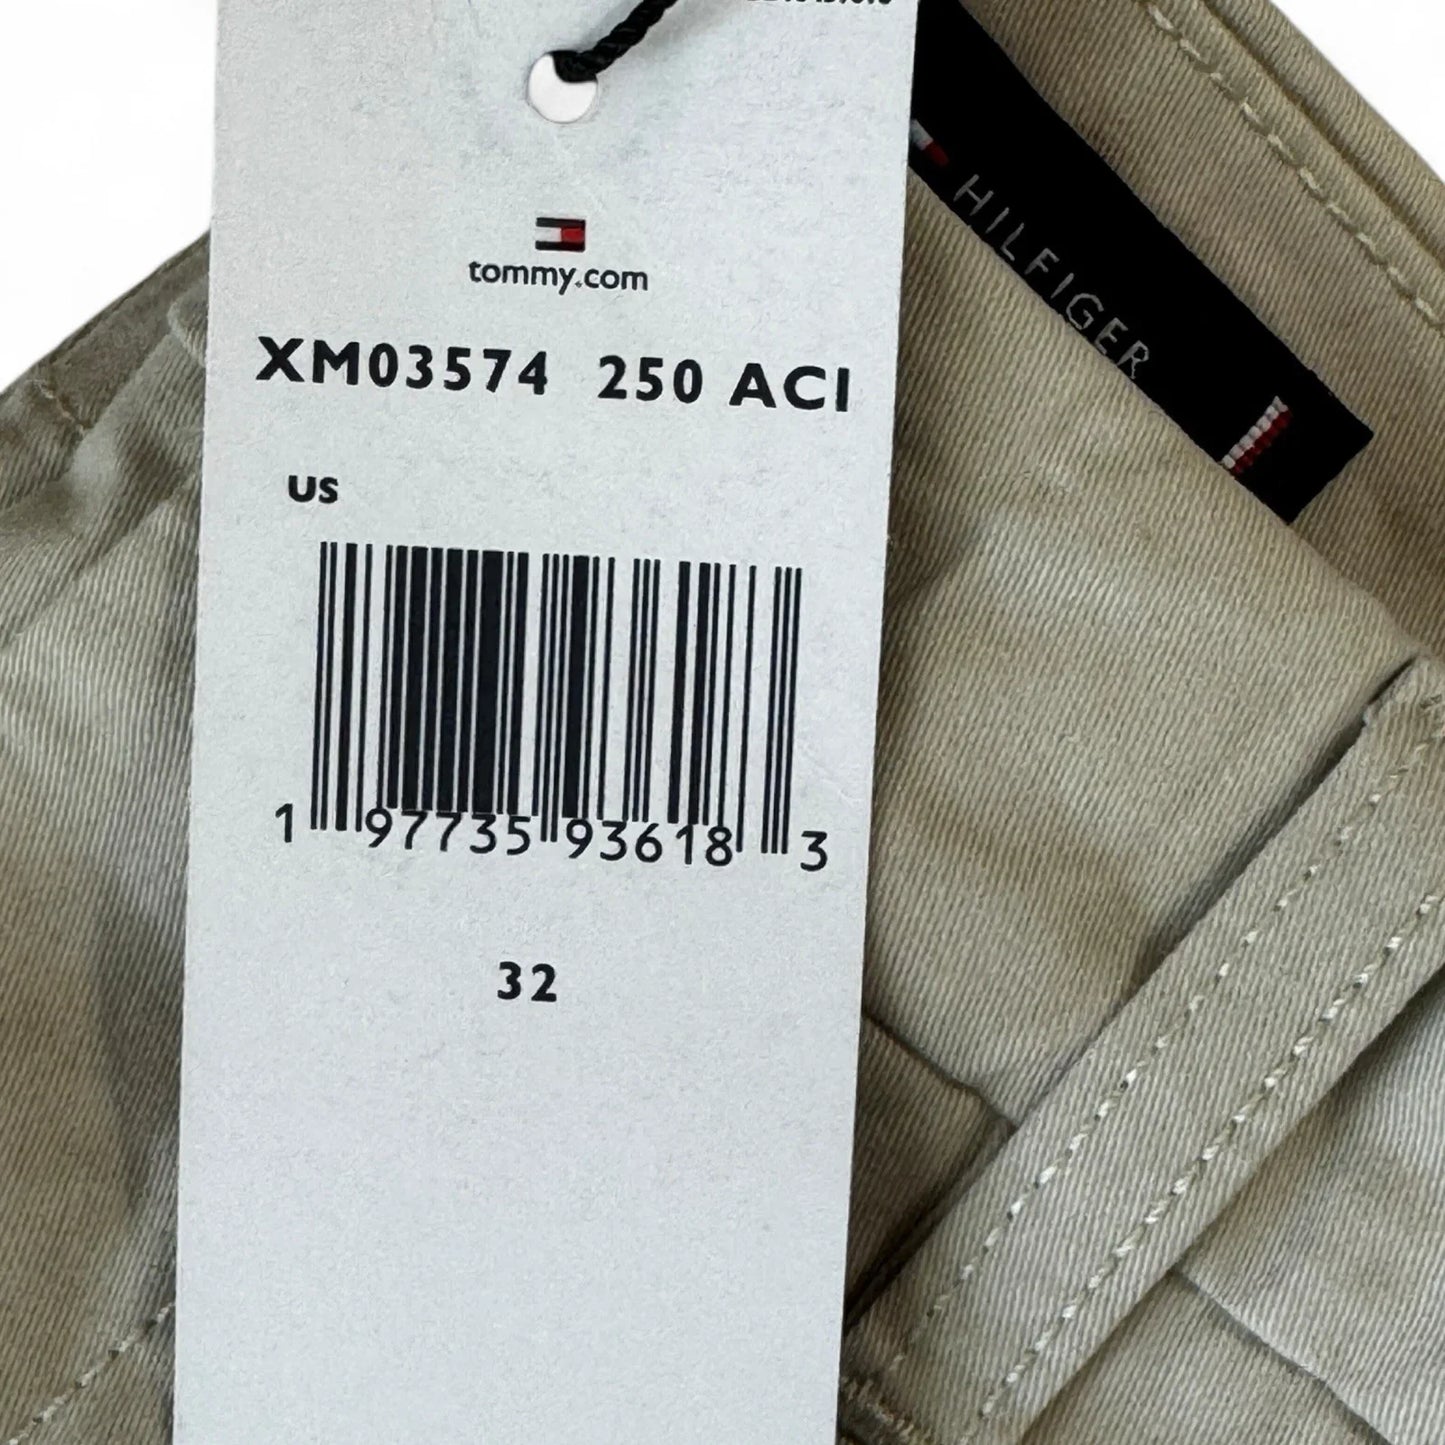 tommy.com
XM03574 250 ACI
US
1 97735 93618 3
32
HILFIGER